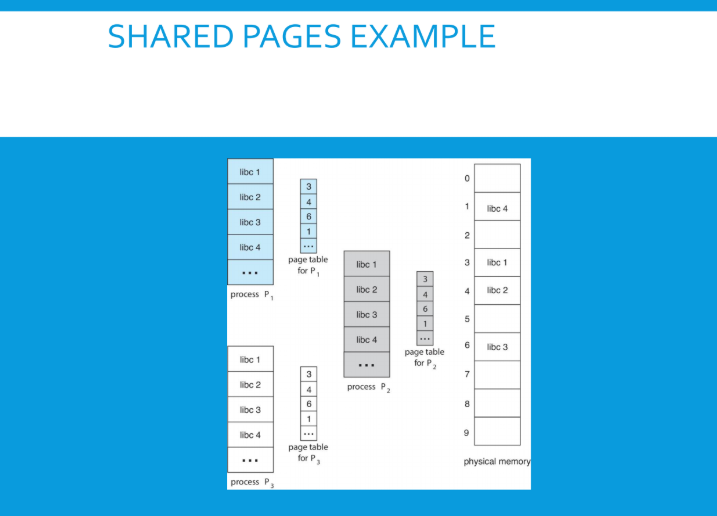 SHARED PAGES EXAMPLE
libc 1
libc 2
libc 3
libc 4
...
process P1
3
4
6
1
...
page table
for P1
libc 1
libc 2
libc 3
libc 4
...
process P2
3
4
6
1
...
page table
for P2
libc 1
libc 2
libc 3
libc 4
...
process P3
3
4
6
1
...
page table
for P3
0
1 libc 4
2
3 libc 1
4 libc 2
5
6 libc 3
7
8
9
physical memory